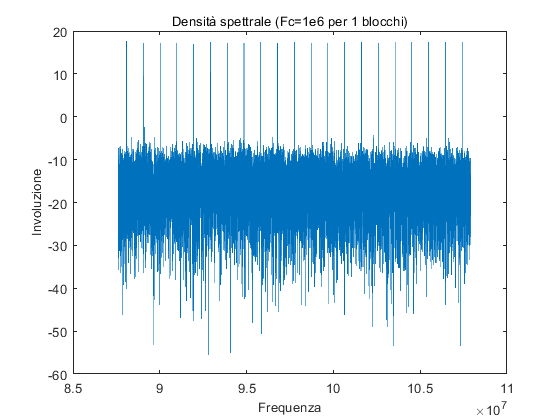 Densità spettrale (Fc=1e6 per 1 blocchi)
20
10
0
-10
-20
-30
-40
-50
-60
Involuzione
8.5 9 9.5 10 10.5 11
Frequenza
×10^7